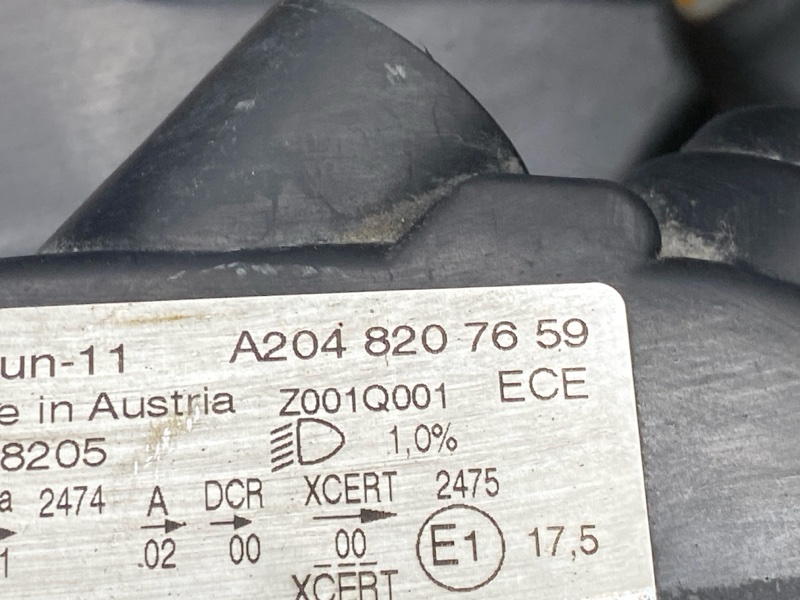 un-11 A204 820 76 59
e in Austria Z001Q001 ECE
8205 1,0%
a 2474 A DCR XCERT 2475
1 .02 00 00 E1 17,5
XCERT